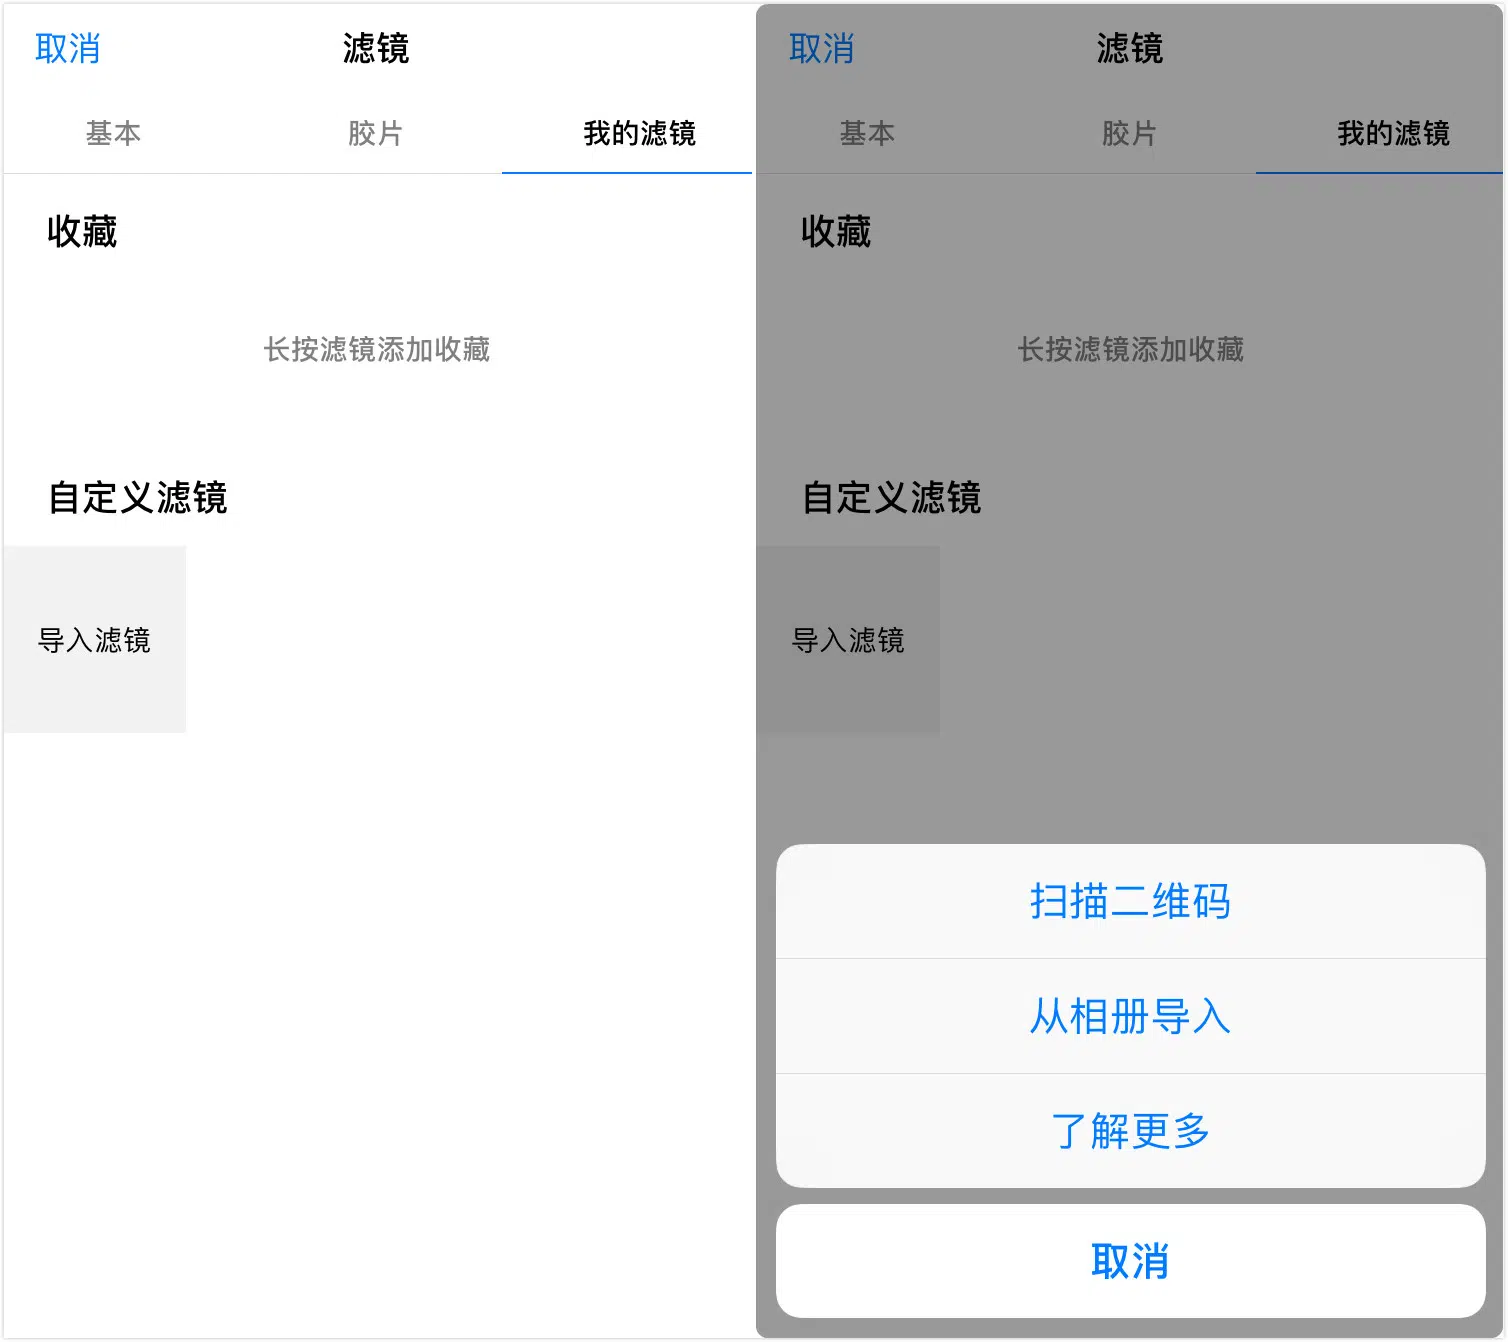 取消
滤镜
基本
胶片
我的滤镜
收藏
长按滤镜添加收藏
自定义滤镜
导入滤镜
取消
滤镜
基本
胶片
我的滤镜
收藏
长按滤镜添加收藏
自定义滤镜
导入滤镜
扫描二维码
从相册导入
了解更多
取消